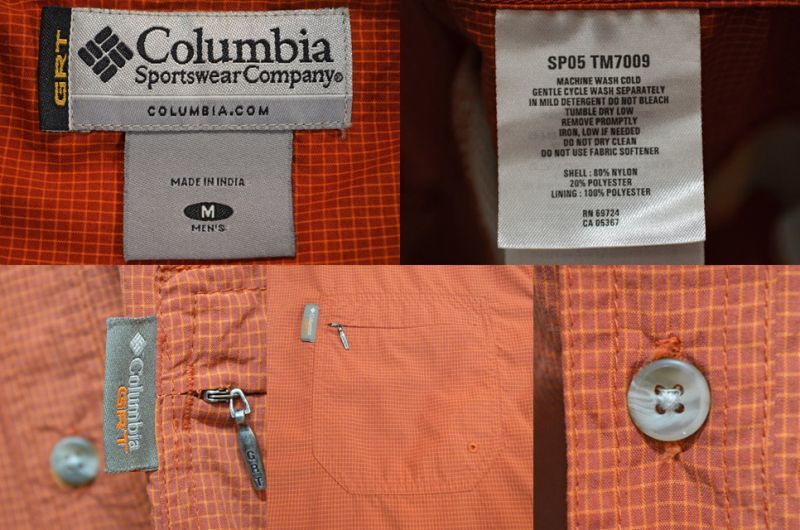 GRT
Columbia
Sportswear Company®
COLUMBIA.COM
MADE IN INDIA
M
MEN'S
SP05 TM7009
MACHINE WASH COLD
GENTLE CYCLE WASH SEPARATELY
IN MILD DETERGENT DO NOT BLEACH
TUMBLE DRY LOW
REMOVE PROMPTLY
IRON, LOW IF NEEDED
DO NOT DRY CLEAN
DO NOT USE FABRIC SOFTENER
SHELL : 80% NYLON
20% POLYESTER
LINING : 100% POLYESTER
RN 69724
CA 05367
Columbia
GRT
GRT